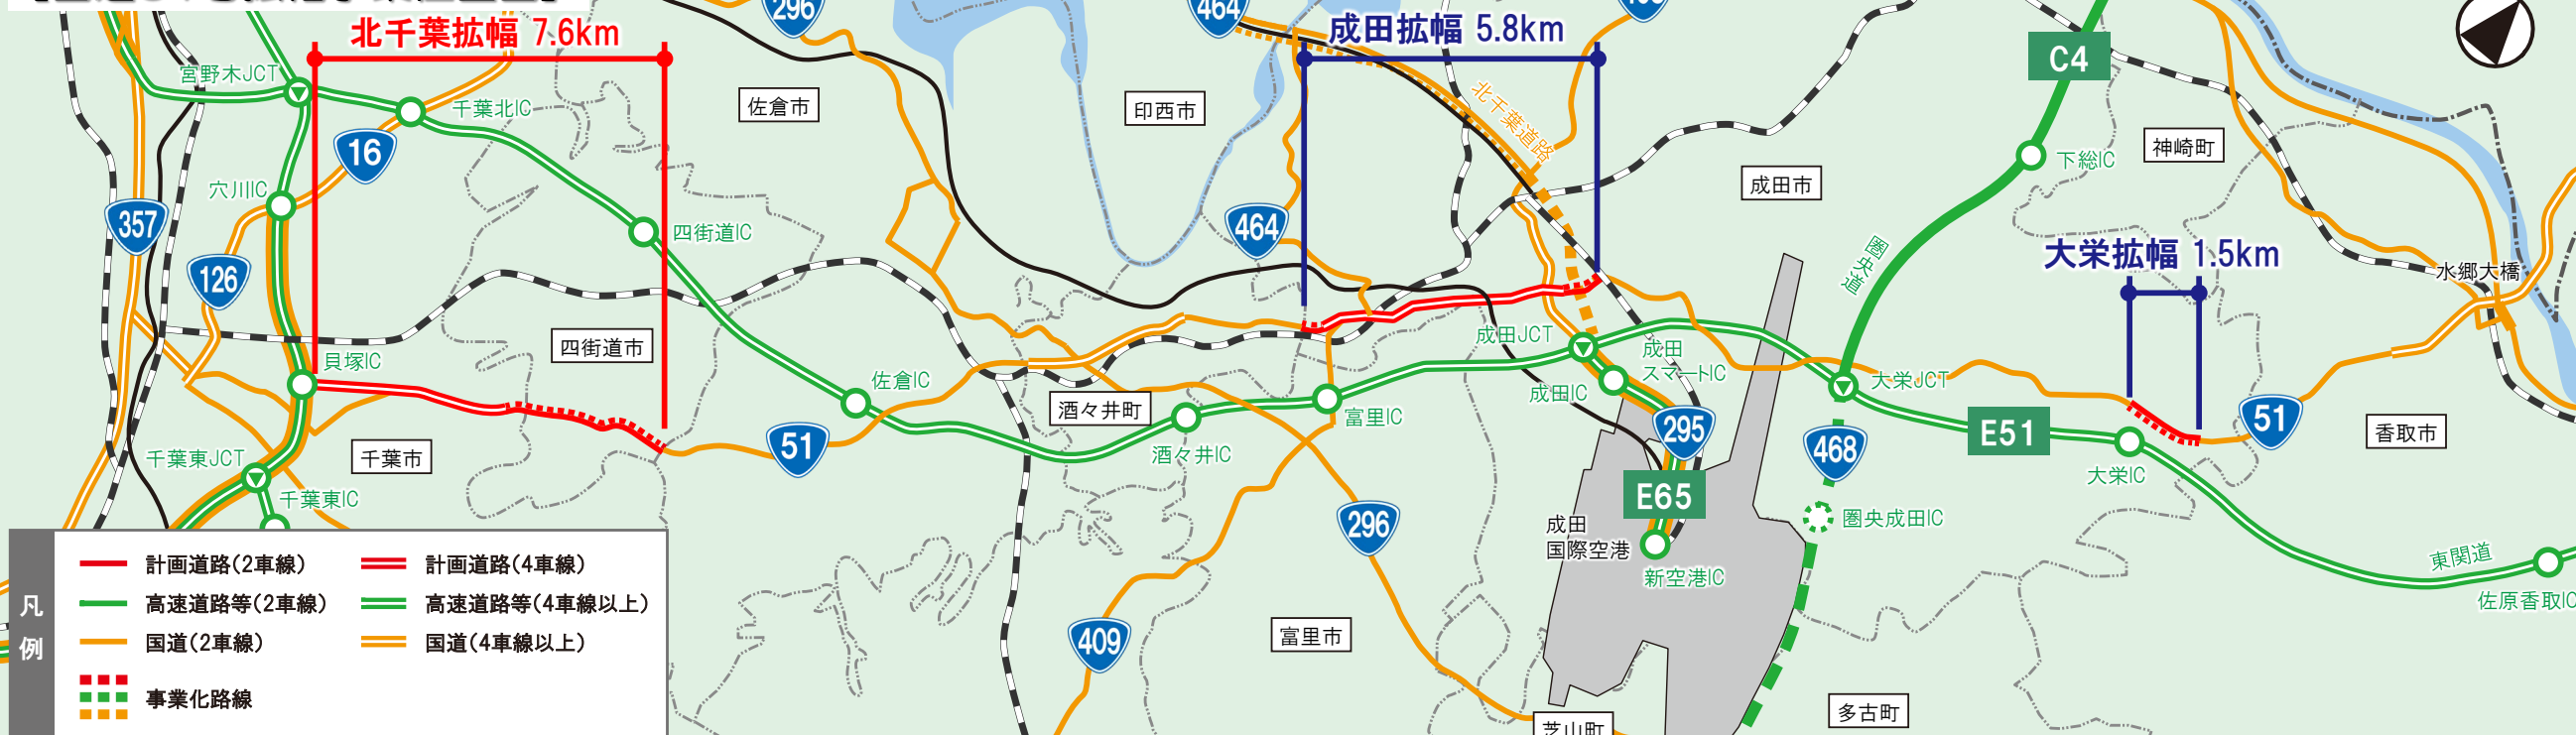 北千葉拡幅 7.6km
成田拡幅 5.8km
大栄拡幅 1.5km
296
464
C4
宮野木JCT
千葉北IC
佐倉市
印西市
北千葉道路
神崎町
下総IC
16
穴川IC
成田市
357
四街道IC
464
126
圏央道
水郷大橋
四街道市
貝塚IC
成田JCT
成田
スマートIC
佐倉IC
成田IC
大栄JCT
酒々井町
富里IC
51
295
468
E51
51
香取市
千葉市
千葉東JCT
酒々井IC
大栄IC
千葉東IC
E65
296
成田
国際空港
圏央成田IC
新空港IC
東関道
佐原香取IC
409
富里市
多古町
芝山町
凡例
計画道路(2車線)
計画道路(4車線)
高速道路等(2車線)
高速道路等(4車線以上)
国道(2車線)
国道(4車線以上)
事業化路線